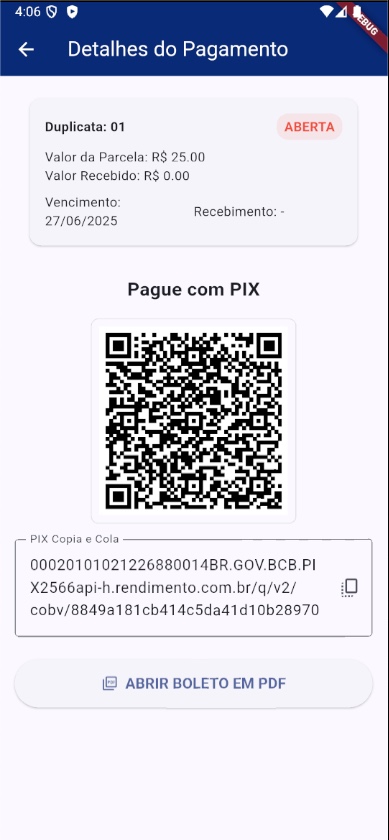 4:06
DEBUG
Detalhes do Pagamento
Duplicata: 01
ABERTA
Valor da Parcela: R$ 25.00
Valor Recebido: R$ 0.00
Vencimento:
27/06/2025
Recebimento: -
Pague com PIX
PIX Copia e Cola
00020101021226880014BR.GOV.BCB.PI
X2566api-h.rendimento.com.br/q/v2/
cobv/8849a181cb414c5da41d10b28970
ABRIR BOLETO EM PDF